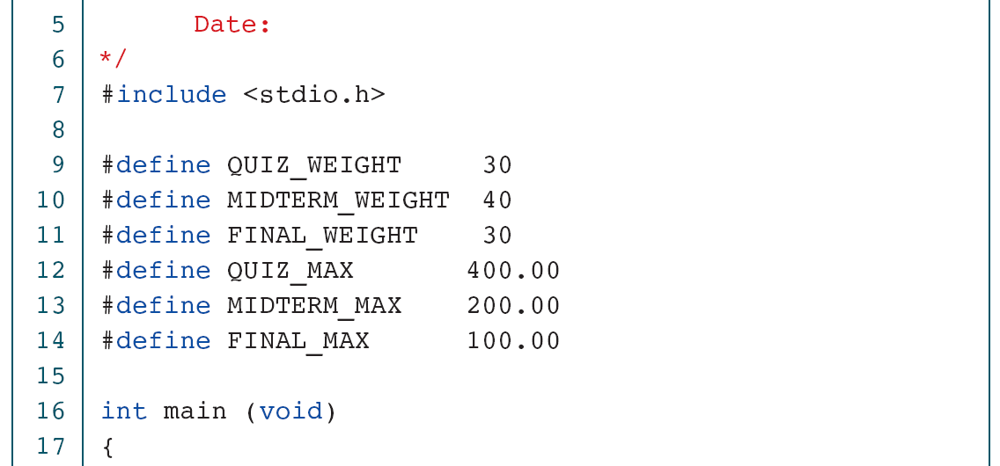 5 Date:
6 */
7 #include <stdio.h>
8
9 #define QUIZ_WEIGHT 30
10 #define MIDTERM_WEIGHT 40
11 #define FINAL_WEIGHT 30
12 #define QUIZ_MAX 400.00
13 #define MIDTERM_MAX 200.00
14 #define FINAL_MAX 100.00
15
16 int main (void)
17 {